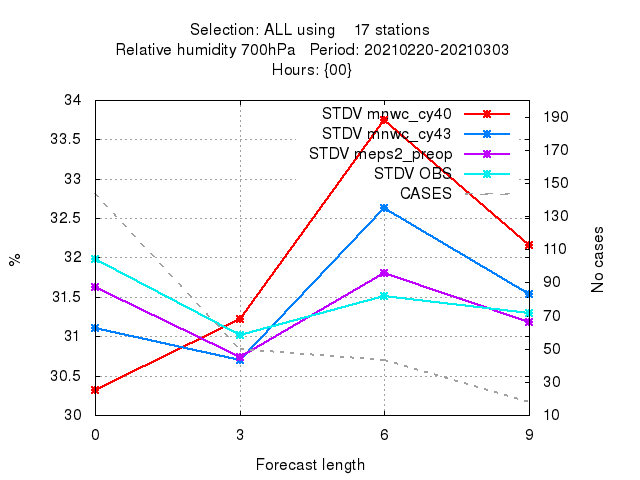 Selection: ALL using    17 stations
Relative humidity 700hPa   Period: 20210220-20210303
Hours: {00}
STDV mnwc_cy40
STDV mnwc_cy43
STDV meps2_preop
STDV OBS
CASES
34
33.5
33
32.5
32
31.5
31
30.5
30
%
190
170
150
130
110
90
70
50
30
10
No cases
0 3 6 9
Forecast length